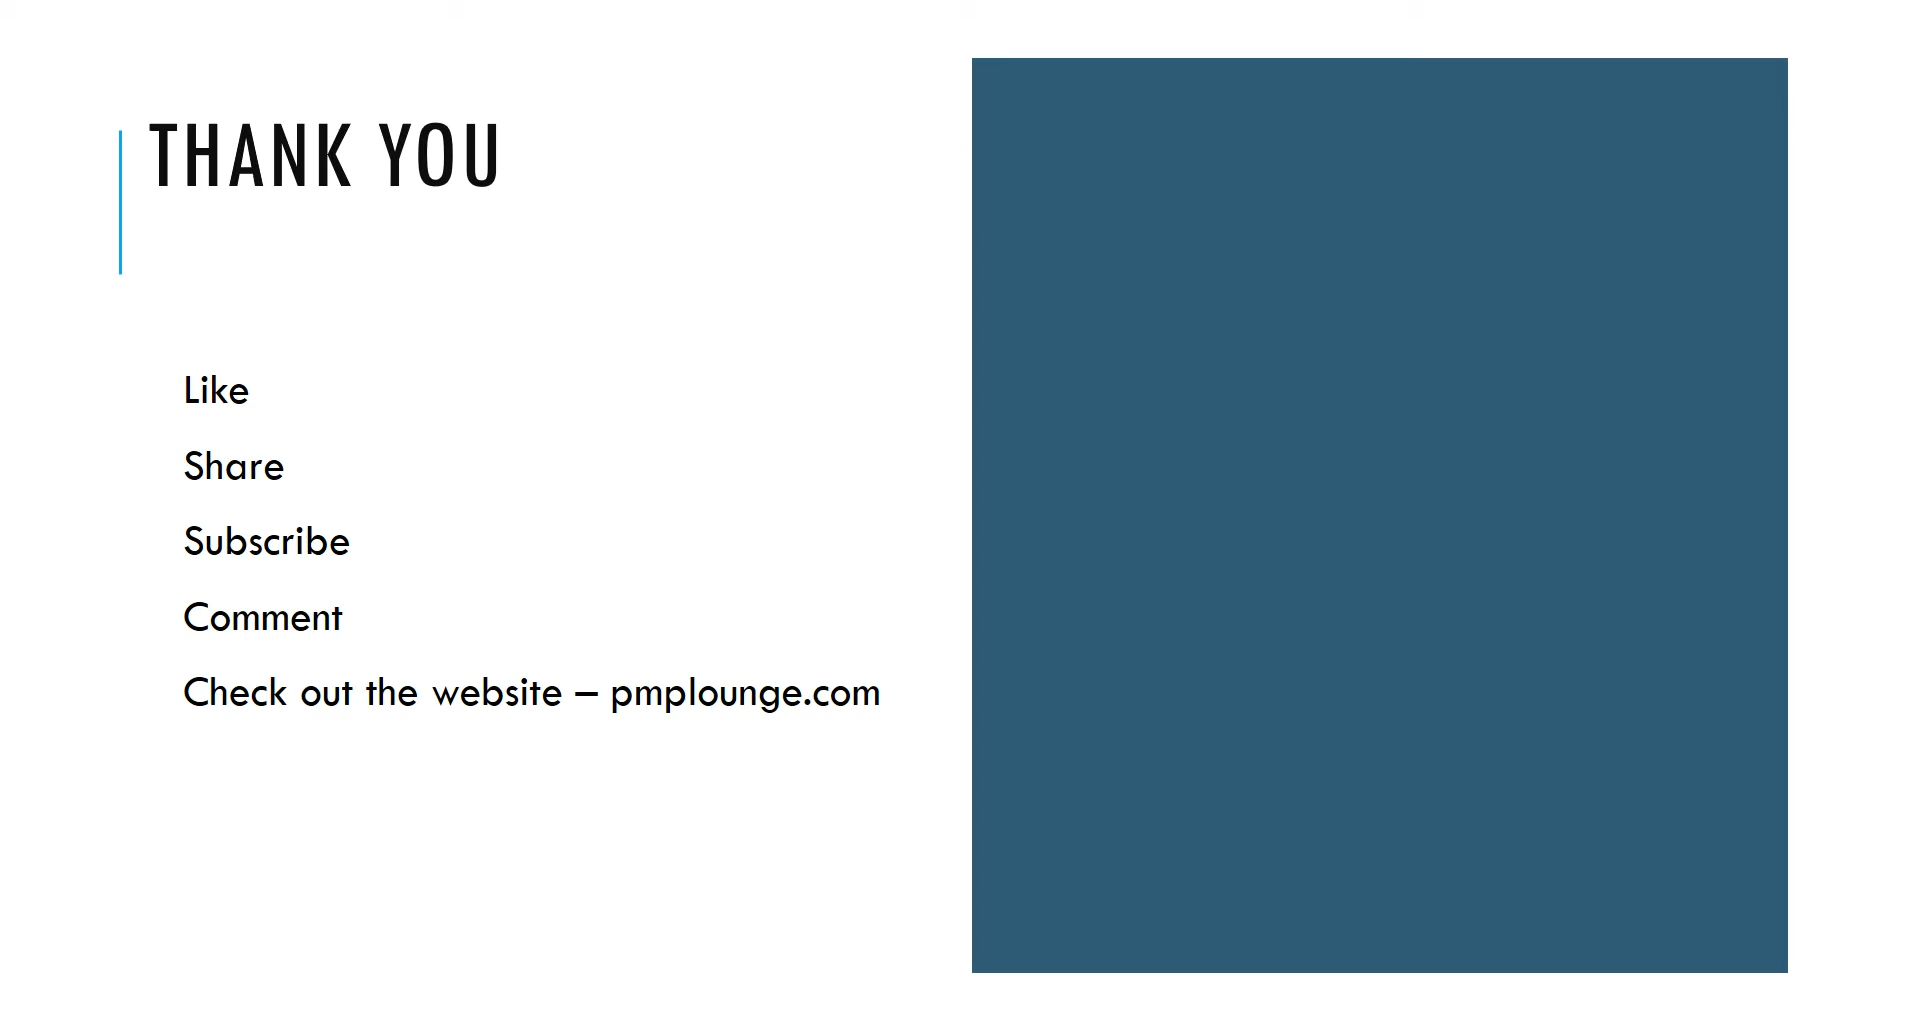 THANK YOU
Like
Share
Subscribe
Comment
Check out the website – pmplounge.com